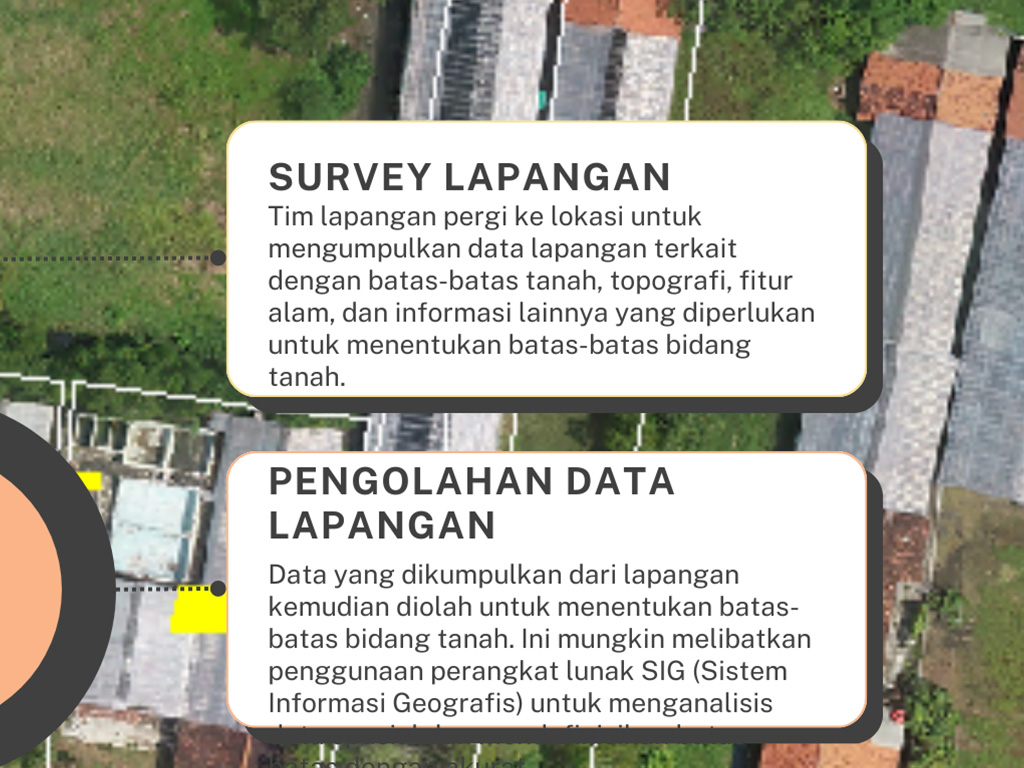 SURVEY LAPANGAN
Tim lapangan pergi ke lokasi untuk
mengumpulkan data lapangan terkait
dengan batas-batas tanah, topografi, fitur
alam, dan informasi lainnya yang diperlukan
untuk menentukan batas-batas bidang
tanah.
PENGOLAHAN DATA
LAPANGAN
Data yang dikumpulkan dari lapangan
kemudian diolah untuk menentukan batas-
batas bidang tanah. Ini mungkin melibatkan
penggunaan perangkat lunak SIG (Sistem
Informasi Geografis) untuk menganalisis
batas dengan akurat